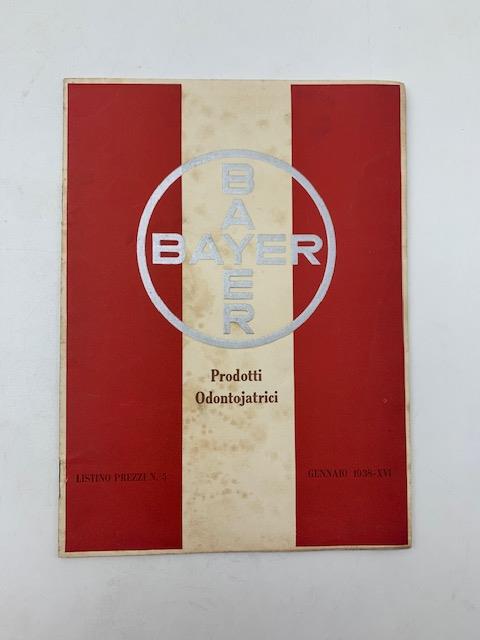 BAYER
BAYER
Prodotti
Odontojatrici
LISTINO PREZZI N. 5
GENNAIO 1938-XVI